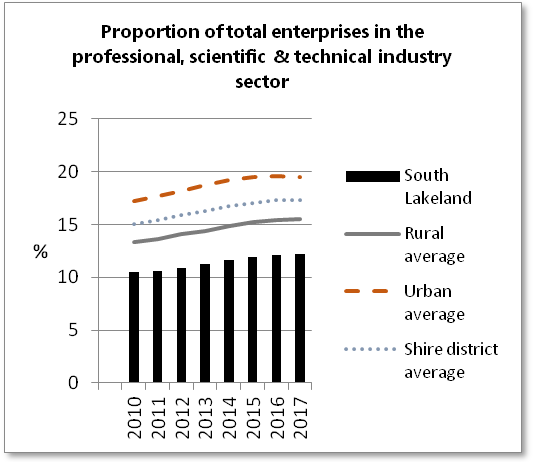 Proportion of total enterprises in the
professional, scientific & technical industry
sector
25
20
15
10
5
0
%
2010
2011
2012
2013
2014
2015
2016
2017
South
Lakeland
Rural
average
Urban
average
Shire district
average